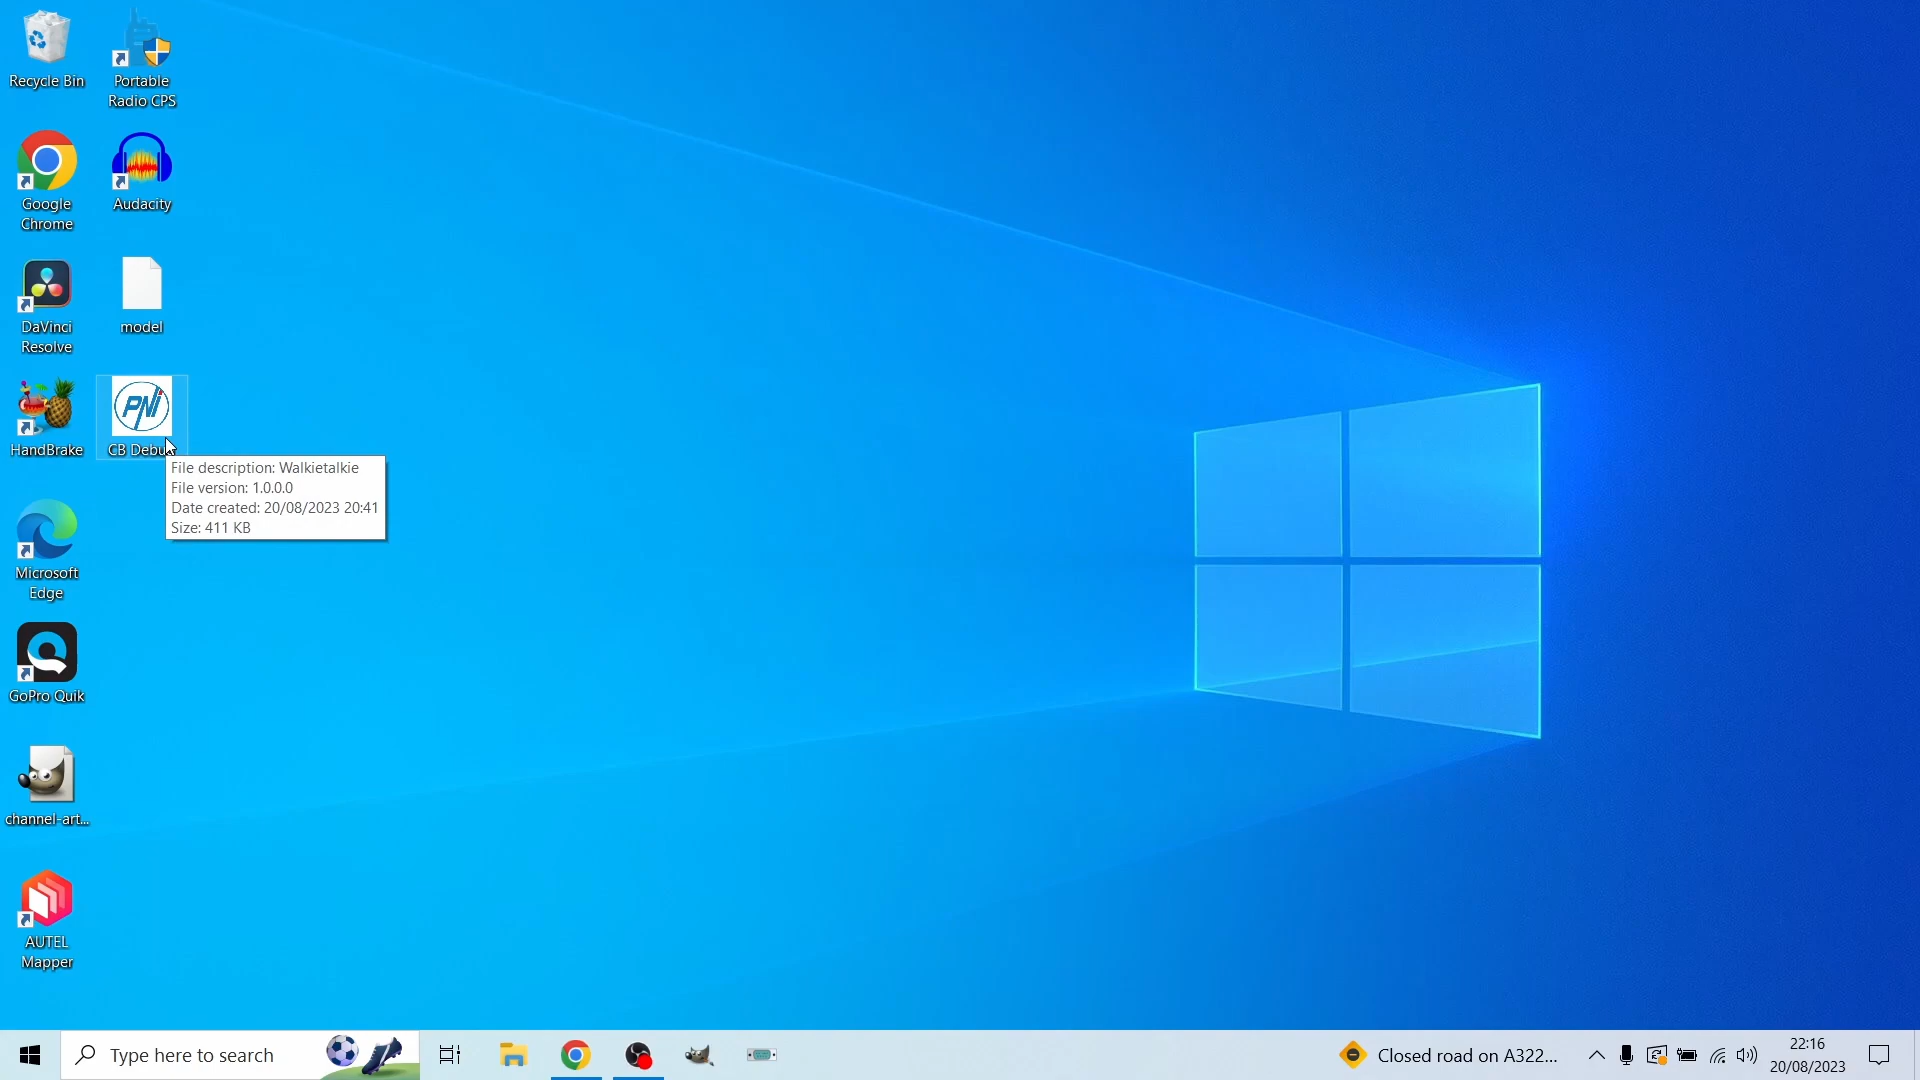 Recycle Bin
Portable
Radio CPS
Google
Chrome
Audacity
DaVinci
Resolve
model
HandBrake
PNI
CB Debu
File description: Walkietalkie
File version: 1.0.0.0
Date created: 20/08/2023 20:41
Size: 411 KB
Microsoft
Edge
GoPro Quik
channel-art...
AUTEL
Mapper
Type here to search
Closed road on A322...
22:16
20/08/2023